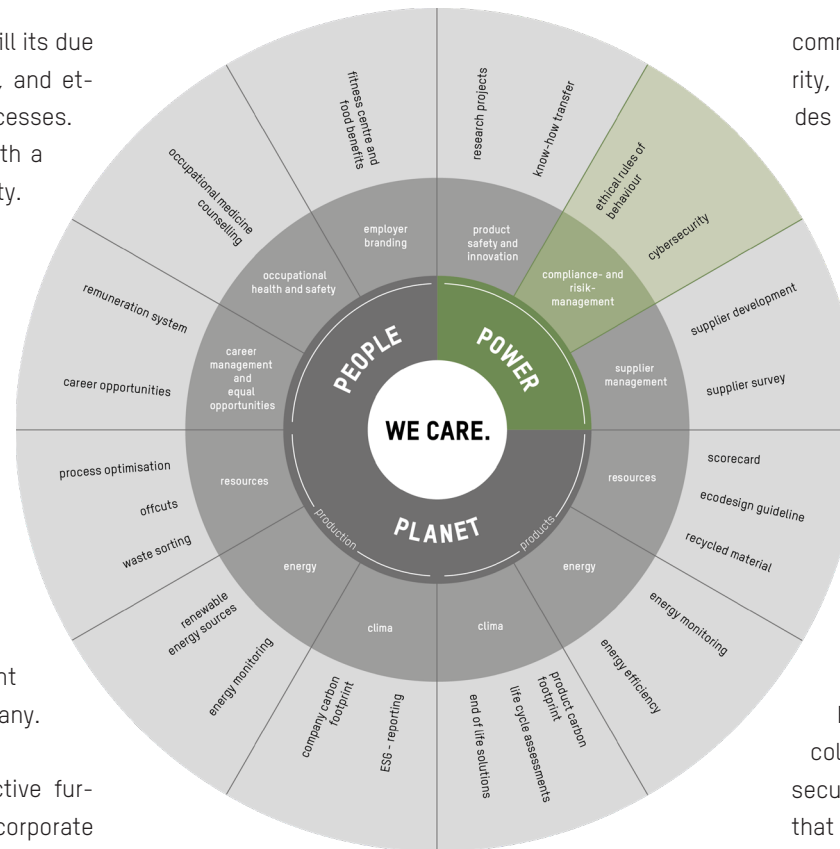 ill its due
, and et-
cesses.
th a
ty.
comm
rity,
des
WE CARE.
PEOPLE
POWER
PLANET
production
products
product
safety and
innovation
research projects
know-how transfer
compliance- and
risik-
management
ethical rules of
behaviour
cybersecurity
supplier
management
supplier development
supplier survey
resources
scorecard
ecodesign guideline
recycled material
energy
energy monitoring
energy efficiency
clima
product carbon
footprint
life cycle assessments
end of life solutions
clima
ESG - reporting
company carbon
footprint
energy
energy monitoring
renewable
energy sources
resources
waste sorting
offcuts
process optimisation
career
management
and
equal
opportunities
career opportunities
remuneration system
occupational
health and safety
occupational medicine
counselling
employer
branding
fitness centre and
food benefits
nt
any.
ctive fur-
corporate
col
secu
that